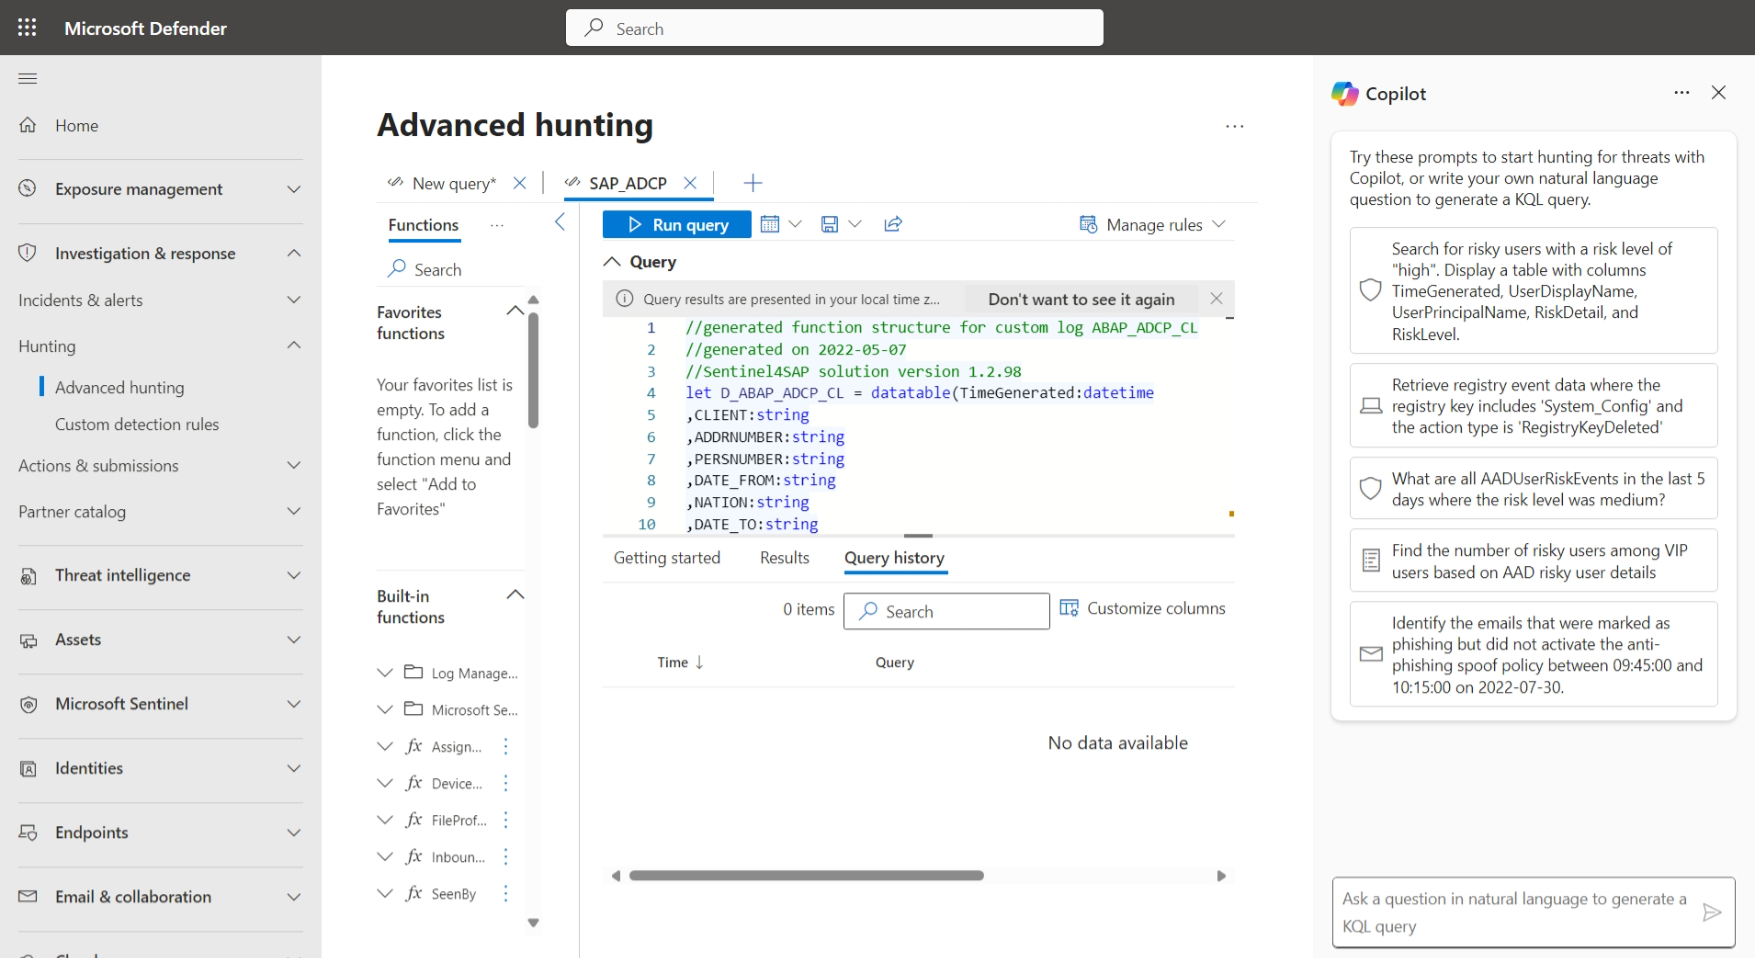 Microsoft Defender
Search
Home
Exposure management
Investigation & response
Incidents & alerts
Hunting
Advanced hunting
Custom detection rules
Actions & submissions
Partner catalog
Threat intelligence
Assets
Microsoft Sentinel
Identities
Endpoints
Email & collaboration
Advanced hunting
New query*
SAP_ADCP
Functions
Search
Favorites
functions
Your favorites list is
empty. To add a
function, click the
function menu and
select "Add to
Favorites"
Built-in
functions
Log Manage...
Microsoft Se...
fx Assign...
fx Device...
fx FileProf...
fx Inboun...
fx SeenBy
Run query
Manage rules
Query
Query results are presented in your local time z...
Don't want to see it again
1 //generated function structure for custom log ABAP_ADCP_CL
2 //generated on 2022-05-07
3 //Sentinel4SAP solution version 1.2.98
4 let D_ABAP_ADCP_CL = datatable(TimeGenerated:datetime
5 ,CLIENT:string
6 ,ADDRNUMBER:string
7 ,PERSNUMBER:string
8 ,DATE_FROM:string
9 ,NATION:string
10 ,DATE_TO:string
Getting started
Results
Query history
0 items
Search
Customize columns
Time ↓
Query
No data available
Copilot
Try these prompts to start hunting for threats with
Copilot, or write your own natural language
question to generate a KQL query.
Search for risky users with a risk level of
"high". Display a table with columns
TimeGenerated, UserDisplayName,
UserPrincipalName, RiskDetail, and
RiskLevel.
Retrieve registry event data where the
registry key includes 'System_Config' and
the action type is 'RegistryKeyDeleted'
What are all AADUserRiskEvents in the last 5
days where the risk level was medium?
Find the number of risky users among VIP
users based on AAD risky user details
Identify the emails that were marked as
phishing but did not activate the anti-
phishing spoof policy between 09:45:00 and
10:15:00 on 2022-07-30.
Ask a question in natural language to generate a
KQL query